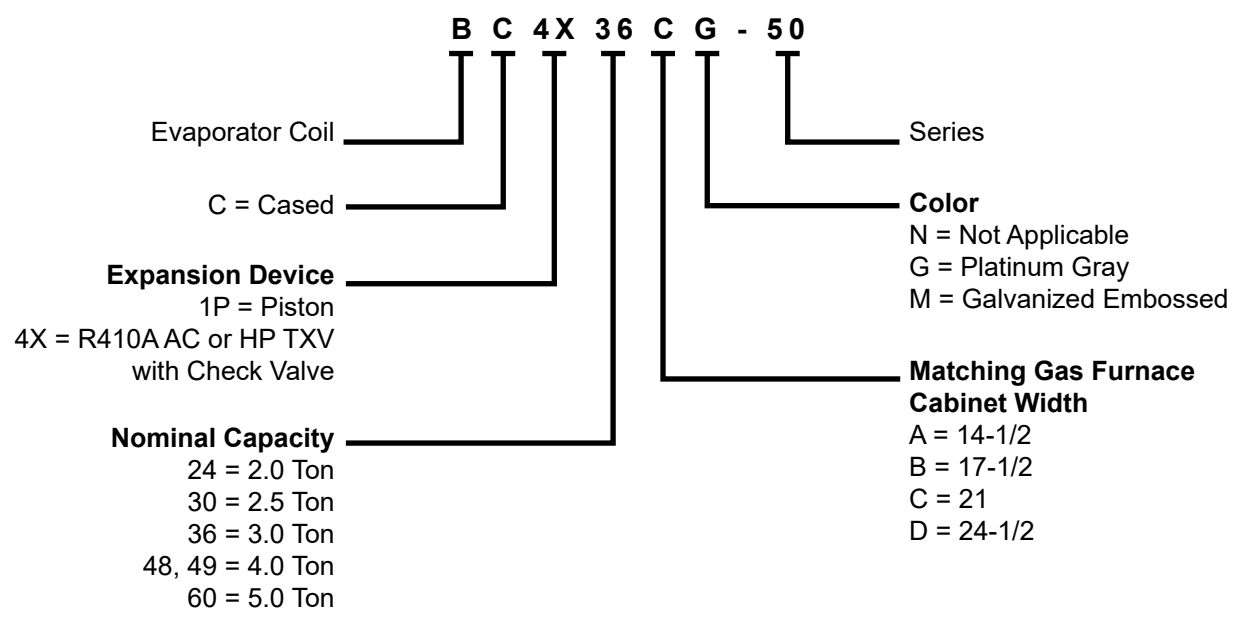 B C 4X 36 C G - 50
Evaporator Coil
C = Cased
Expansion Device
1P = Piston
4X = R410A AC or HP TXV
with Check Valve
Nominal Capacity
24 = 2.0 Ton
30 = 2.5 Ton
36 = 3.0 Ton
48, 49 = 4.0 Ton
60 = 5.0 Ton
Series
Color
N = Not Applicable
G = Platinum Gray
M = Galvanized Embossed
Matching Gas Furnace
Cabinet Width
A = 14-1/2
B = 17-1/2
C = 21
D = 24-1/2